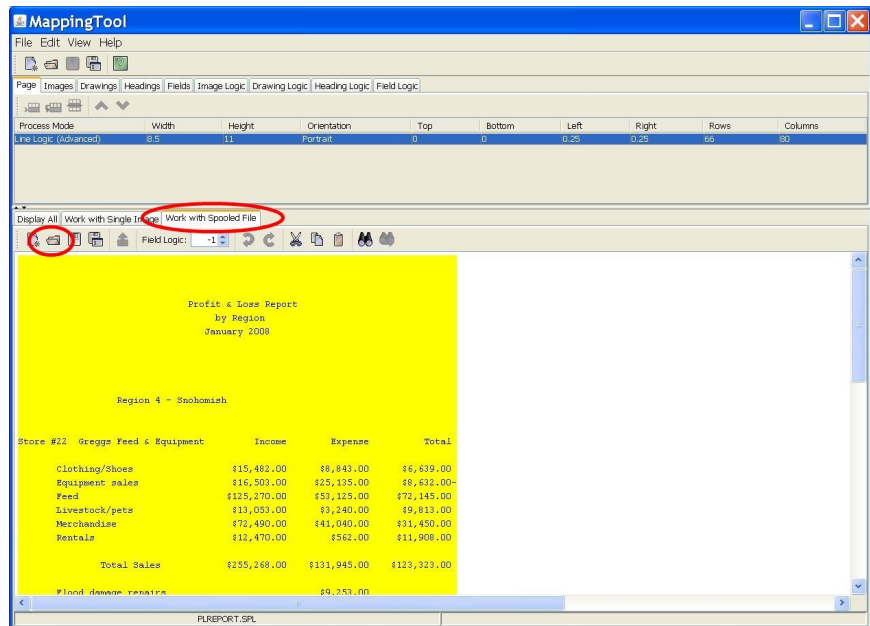 MappingTool
File Edit View Help
Page Images Drawings Headings Fields Image Logic Drawing Logic Heading Logic Field Logic
Process Mode Width Height Orientation Top Bottom Left Right Rows Columns
Line Logic (Advanced) 8.5 11 Portrait 0 0 0.25 0.25 66 80
Display All Work with Single Image Work with Spooled File
Field Logic: -1
Profit & Loss Report
by Region
January 2008
Region 4 - Snohomish
Store #22 Greggs Feed & Equipment Income Expense Total
Clothing/Shoes $15,482.00 $8,843.00 $6,639.00
Equipment sales $16,503.00 $25,135.00 $8,632.00-
Feed $125,270.00 $53,125.00 $72,145.00
Livestock/pets $13,053.00 $3,240.00 $9,813.00
Merchandise $72,490.00 $41,040.00 $31,450.00
Rentals $12,470.00 $562.00 $11,908.00
Total Sales $255,268.00 $131,945.00 $123,323.00
Flood damage repairs $9,253.00
PLREPORT.SPL